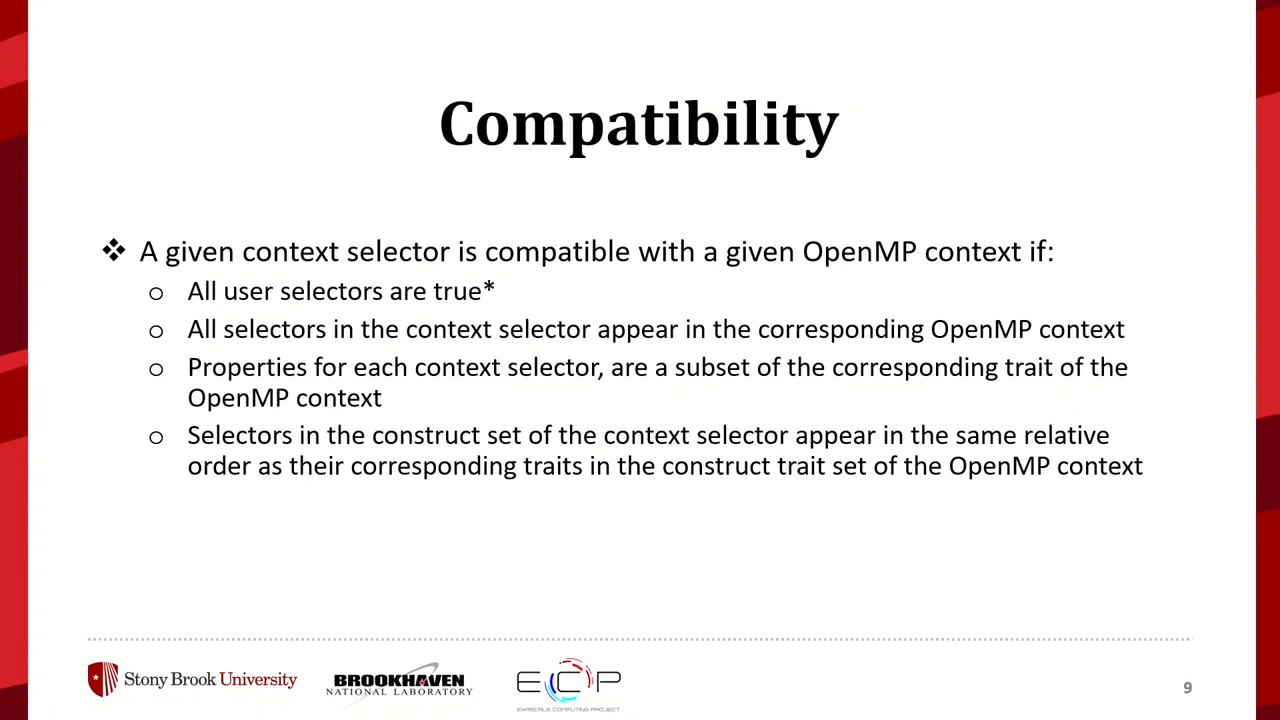 Compatibility
❖ A given context selector is compatible with a given OpenMP context if:
o All user selectors are true*
o All selectors in the context selector appear in the corresponding OpenMP context
o Properties for each context selector, are a subset of the corresponding trait of the
OpenMP context
o Selectors in the construct set of the context selector appear in the same relative
order as their corresponding traits in the construct trait set of the OpenMP context
Stony Brook University
BROOKHAVEN
NATIONAL LABORATORY
ECP
EXASCALE COMPUTING PROJECT
9